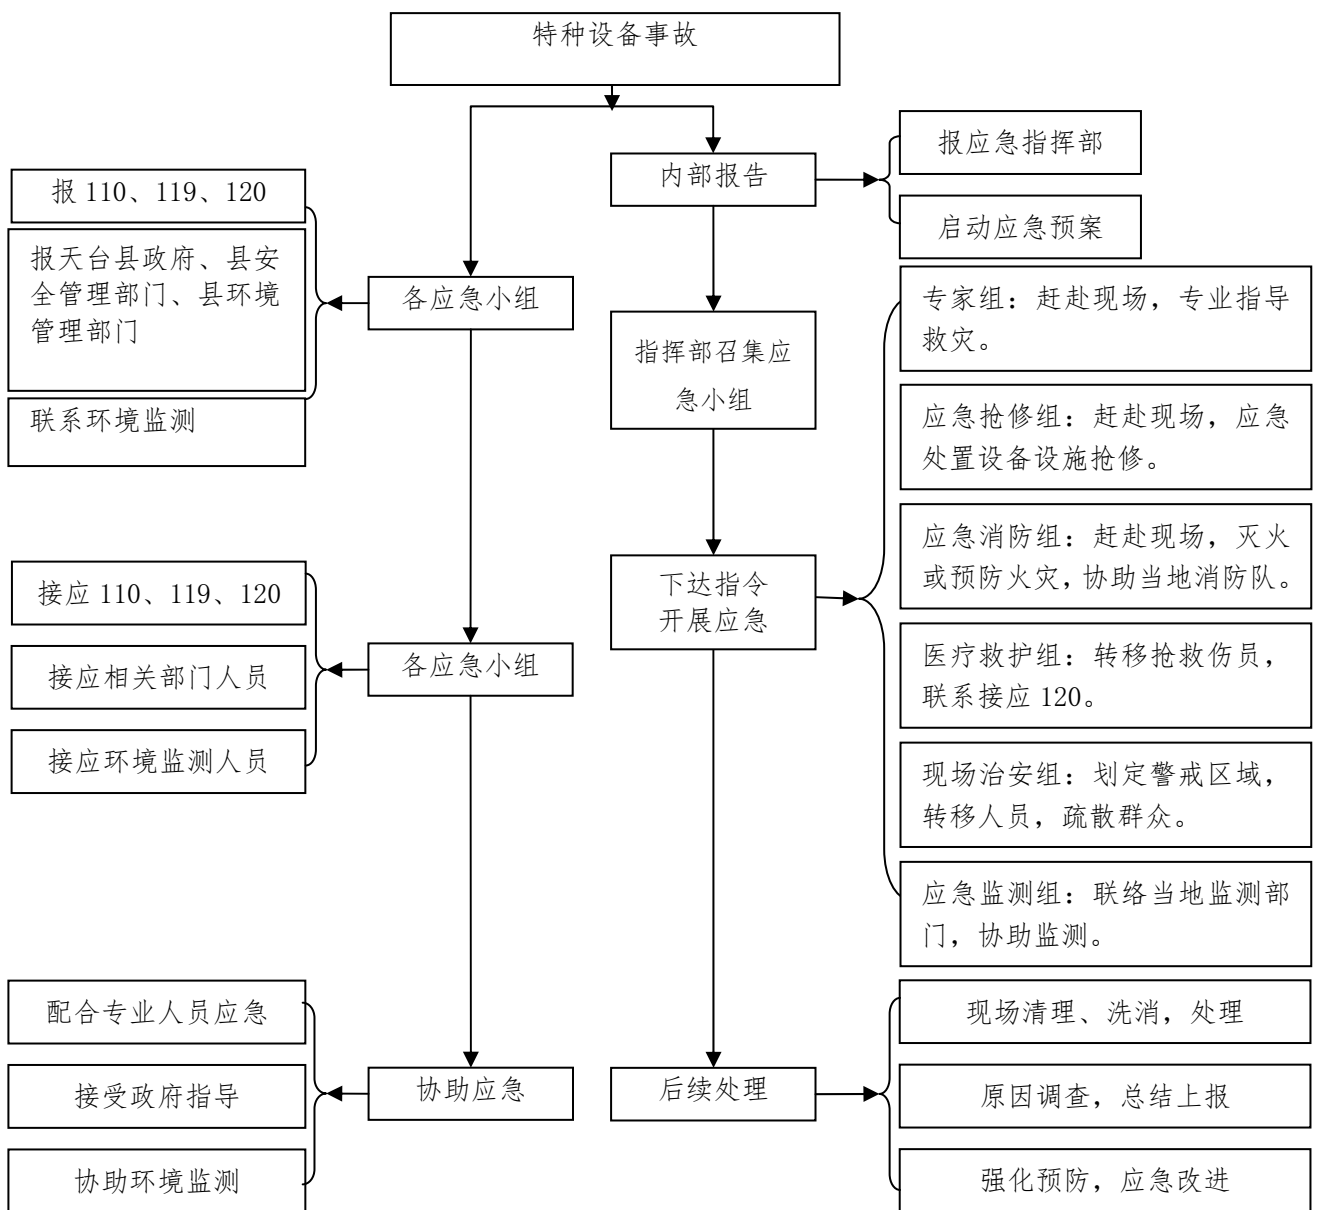 特种设备事故
报应急指挥部
内部报告
报 110、119、120
启动应急预案
报天台县政府、县安
全管理部门、县环境
管理部门
各应急小组
专家组：赶赴现场，专业指导
救灾。
指挥部召集应
急小组
联系环境监测
应急抢修组：赶赴现场，应急
处置设备设施抢修。
应急消防组：赶赴现场，灭火
或预防火灾，协助当地消防队。
下达指令
开展应急
接应 110、119、120
各应急小组
接应相关部门人员
医疗救护组：转移抢救伤员，
联系接应 120。
接应环境监测人员
现场治安组：划定警戒区域，
转移人员，疏散群众。
应急监测组：联络当地监测部
门，协助监测。
配合专业人员应急
现场清理、洗消，处理
接受政府指导
协助应急
后续处理
原因调查，总结上报
协助环境监测
强化预防，应急改进